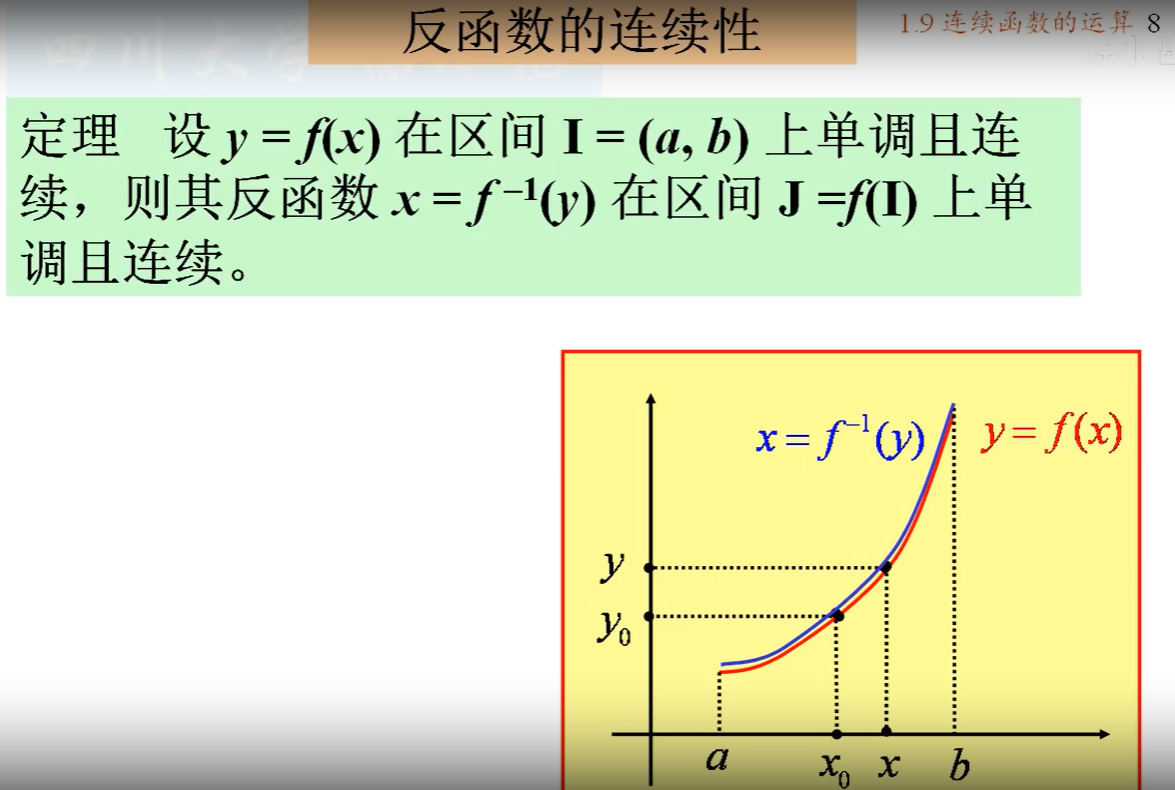 反函数的连续性
1.9 连续函数的运算 8
定理 设 y = f(x) 在区间 I = (a, b) 上单调且连
续，则其反函数 x = f⁻¹(y) 在区间 J =f(I) 上单
调且连续。
x = f⁻¹(y)
y = f(x)
y
y₀
a
x₀
x
b